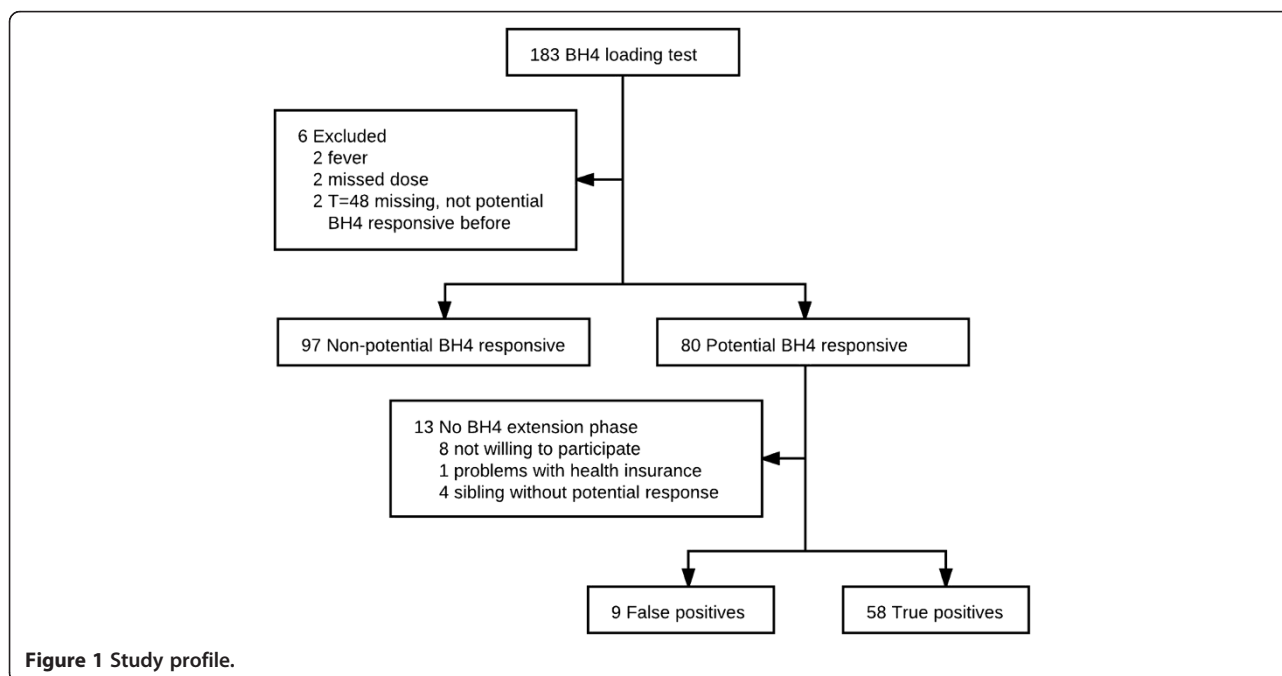 183 BH4 loading test
6 Excluded
2 fever
2 missed dose
2 T=48 missing, not potential
BH4 responsive before
97 Non-potential BH4 responsive
80 Potential BH4 responsive
13 No BH4 extension phase
8 not willing to participate
1 problems with health insurance
4 sibling without potential response
9 False positives
58 True positives
Figure 1 Study profile.